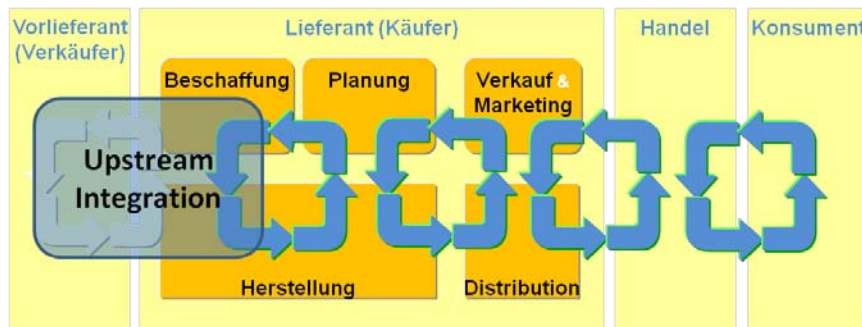 Vorlieferant
(Verkäufer)
Lieferant (Käufer)
Handel
Konsument
Beschaffung
Planung
Verkauf &
Marketing
Upstream
Integration
Herstellung
Distribution